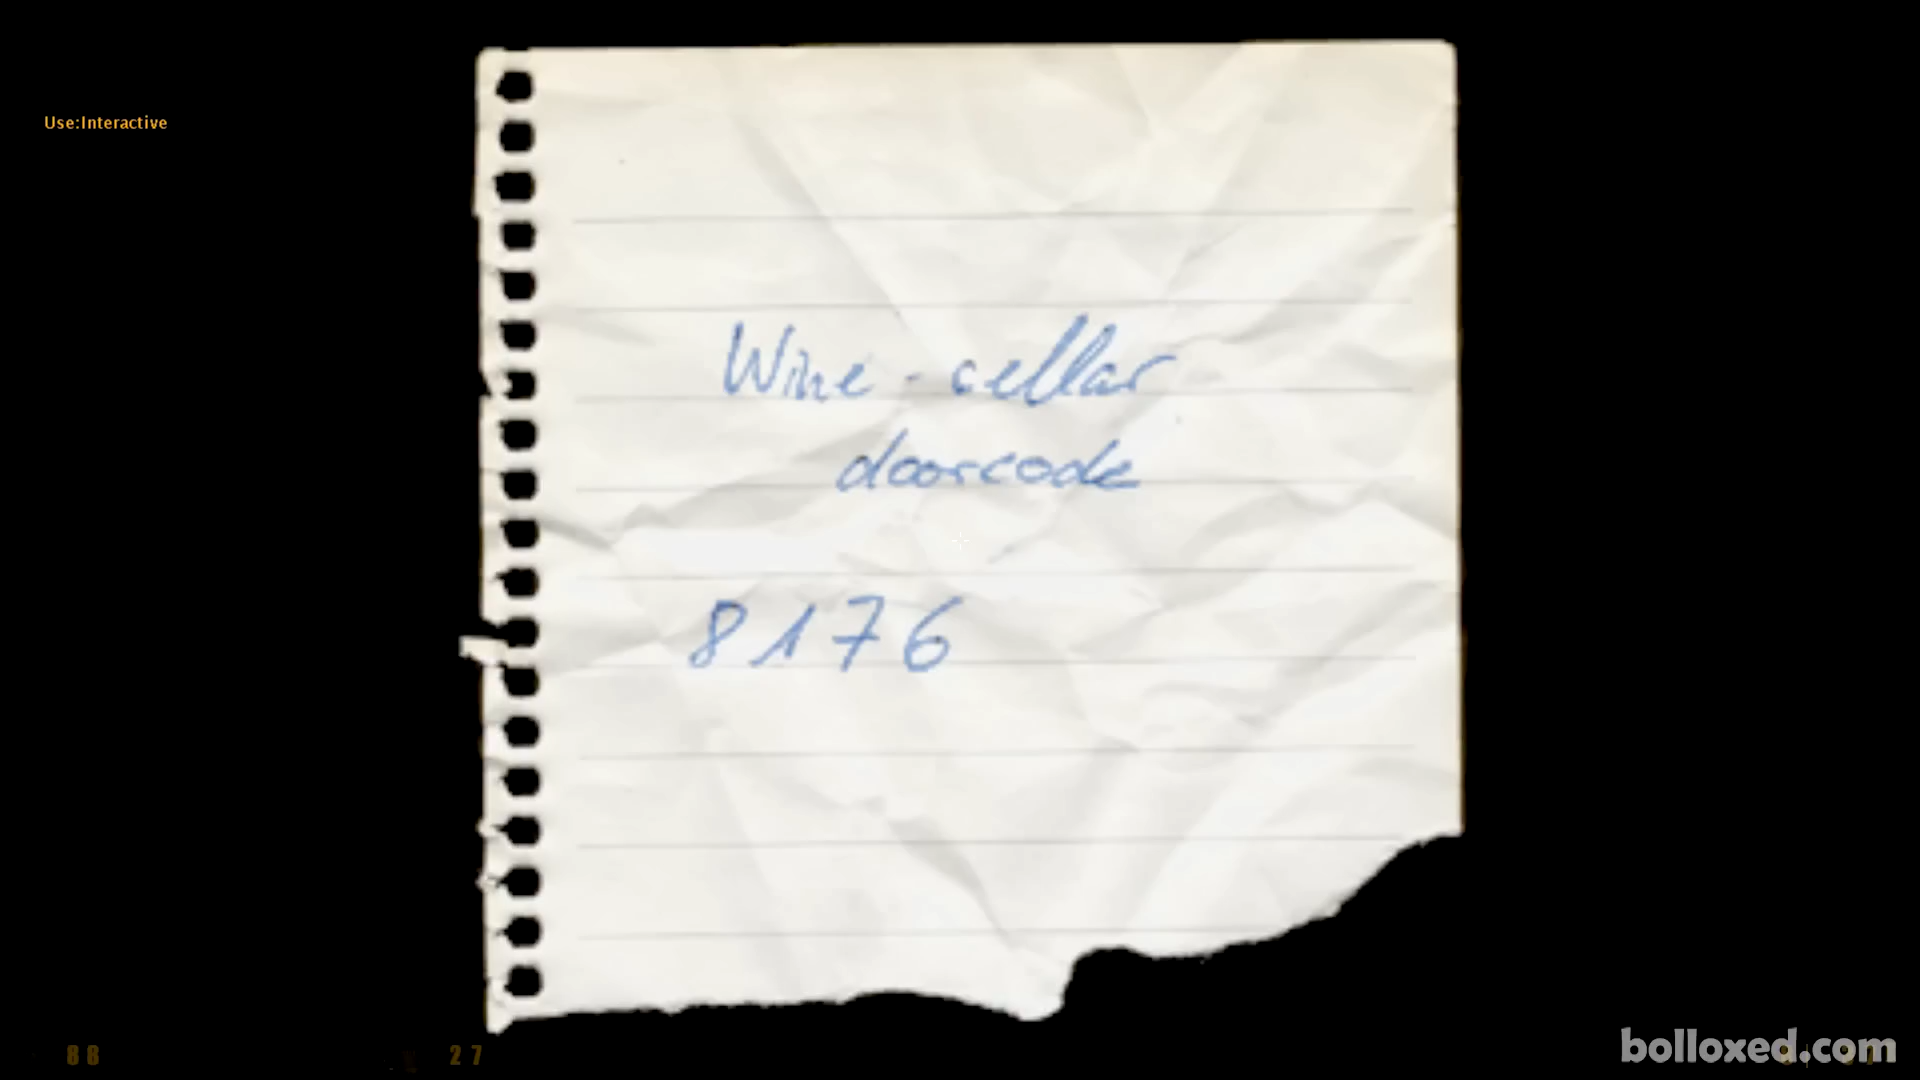 Use:Interactive
Wine-cellar
doorcode
8176
88
27
bolloxed.com